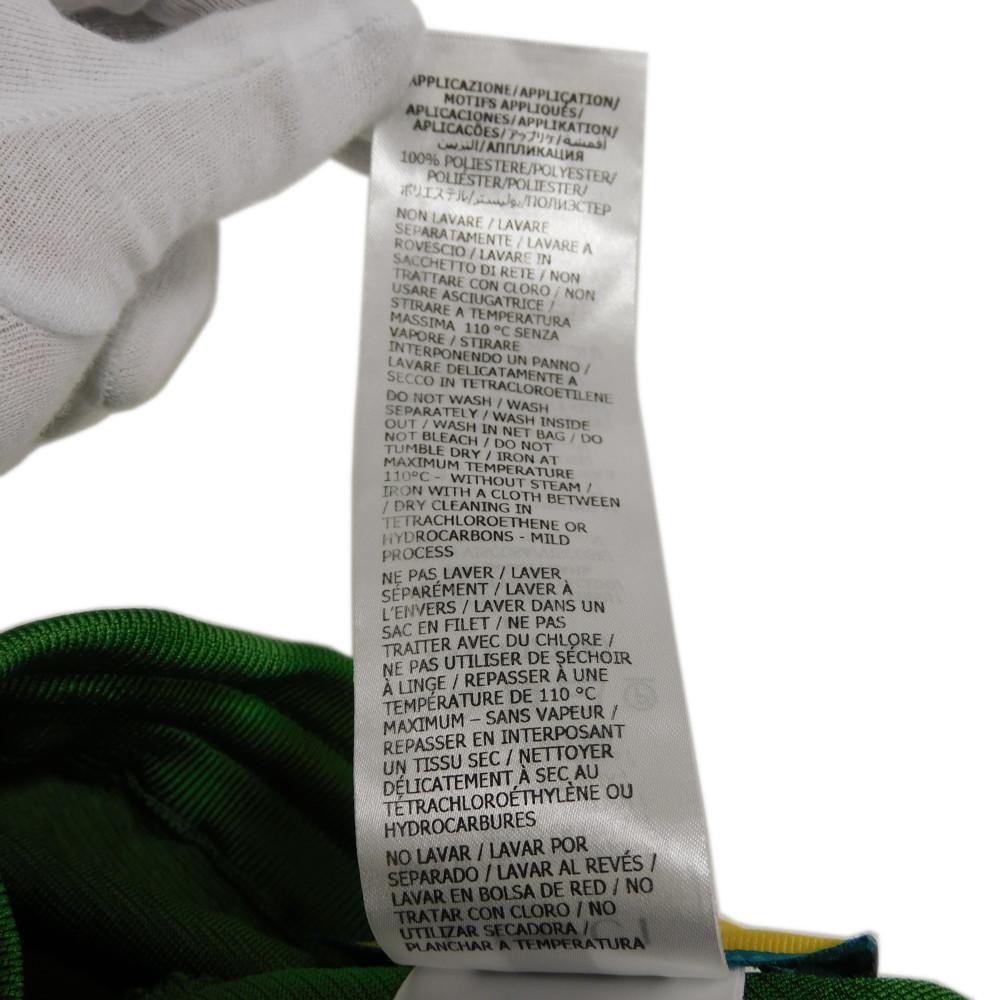 APPLICAZIONE/APPLICATION/
MOTIFS APPLIQUÉS/
APLICACIONES/APPLIKATION/
APLICAÇÕES/アップリケ/أقمشة
التزيين/АППЛИКАЦИЯ
100% POLIESTERE/POLYESTER/
POLIÉSTER/POLIESTER/
ポリエステル/بوليستر/ПОЛИЭСТЕР
NON LAVARE / LAVARE
SEPARATAMENTE / LAVARE A
ROVESCIO / LAVARE IN
SACCHETTO DI RETE / NON
TRATTARE CON CLORO / NON
USARE ASCIUGATRICE /
STIRARE A TEMPERATURA
MASSIMA 110 °C SENZA
VAPORE / STIRARE
INTERPONENDO UN PANNO /
LAVARE DELICATAMENTE A
SECCO IN TETRACLOROETILENE
DO NOT WASH / WASH
SEPARATELY / WASH INSIDE
OUT / WASH IN NET BAG / DO
NOT BLEACH / DO NOT
TUMBLE DRY / IRON AT
MAXIMUM TEMPERATURE
110°C - WITHOUT STEAM /
IRON WITH A CLOTH BETWEEN
/ DRY CLEANING IN
TETRACHLOROETHENE OR
HYDROCARBONS - MILD
PROCESS
NE PAS LAVER / LAVER
SÉPARÉMENT / LAVER À
L'ENVERS / LAVER DANS UN
SAC EN FILET / NE PAS
TRAITER AVEC DU CHLORE /
NE PAS UTILISER DE SÉCHOIR
À LINGE / REPASSER À UNE
TEMPÉRATURE DE 110 °C
MAXIMUM – SANS VAPEUR /
REPASSER EN INTERPOSANT
UN TISSU SEC / NETTOYER
DÉLICATEMENT À SEC AU
TÉTRACHLOROÉTHYLÈNE OU
HYDROCARBURES
NO LAVAR / LAVAR POR
SEPARADO / LAVAR AL REVÉS /
LAVAR EN BOLSA DE RED / NO
TRATAR CON CLORO / NO
UTILIZAR SECADORA /
PLANCHAR A TEMPERATURA